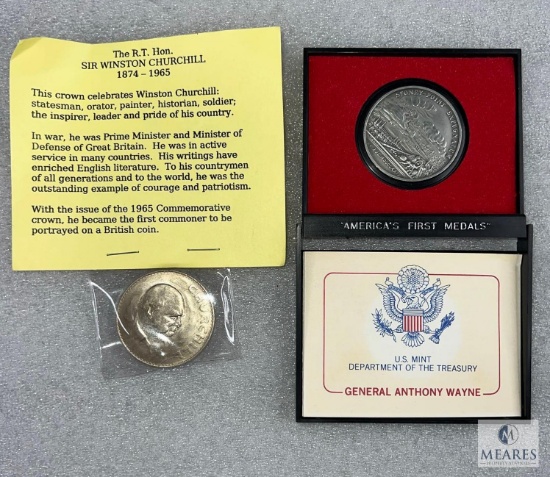 The R.T. Hon.
SIR WINSTON CHURCHILL
1874 - 1965
This crown celebrates Winston Churchill:
statesman, orator, painter, historian, soldier;
the inspirer, leader and pride of his country.
In war, he was Prime Minister and Minister of
Defense of Great Britain. He was in active
service in many countries. His writings have
enriched English literature. To his countrymen
of all generations and to the world, he was the
outstanding example of courage and patriotism.
With the issue of the 1965 Commemorative
crown, he became the first commoner to be
portrayed on a British coin.
CHURCHILL
"AMERICA'S FIRST MEDALS"
U.S. MINT
DEPARTMENT OF THE TREASURY
GENERAL ANTHONY WAYNE
M
MEARES